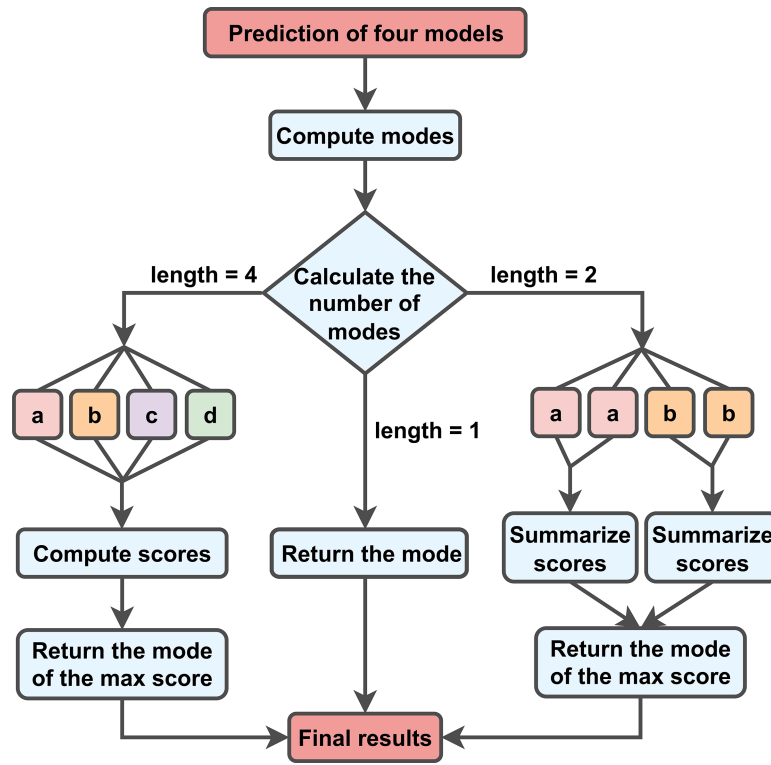 Prediction of four models
Compute modes
length = 4
Calculate the
number of
modes
length = 2
a
b
c
d
length = 1
a
a
b
b
Compute scores
Return the mode
Summarize
scores
Summarize
scores
Return the mode
of the max score
Return the mode
of the max score
Final results